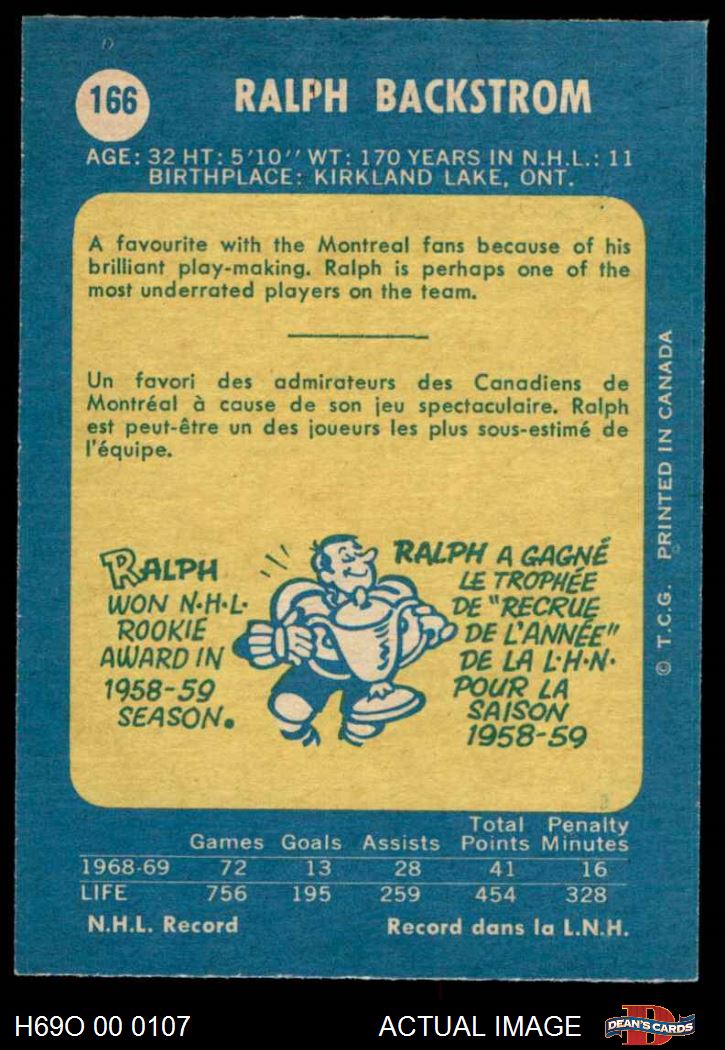 166
RALPH BACKSTROM
AGE: 32 HT: 5'10" WT: 170 YEARS IN N.H.L.: 11
BIRTHPLACE: KIRKLAND LAKE, ONT.
A favourite with the Montreal fans because of his
brilliant play-making. Ralph is perhaps one of the
most underrated players on the team.
Un favori des admirateurs des Canadiens de
Montréal à cause de son jeu spectaculaire. Ralph
est peut-être un des joueurs les plus sous-estimé de
l'équipe.
RALPH
WON N·H·L·
ROOKIE
AWARD IN
1958-59
SEASON.
RALPH A GAGNÉ
LE TROPHÉE
DE "RECRUE
DE L'ANNÉE"
DE LA L·H·N·
POUR LA
SAISON
1958-59
© T.C.G. PRINTED IN CANADA
Total Penalty
Games Goals Assists Points Minutes
1968-69 72 13 28 41 16
LIFE 756 195 259 454 328
N.H.L. Record Record dans la L.N.H.
H69O 00 0107 ACTUAL IMAGE D DEAN'S CARDS